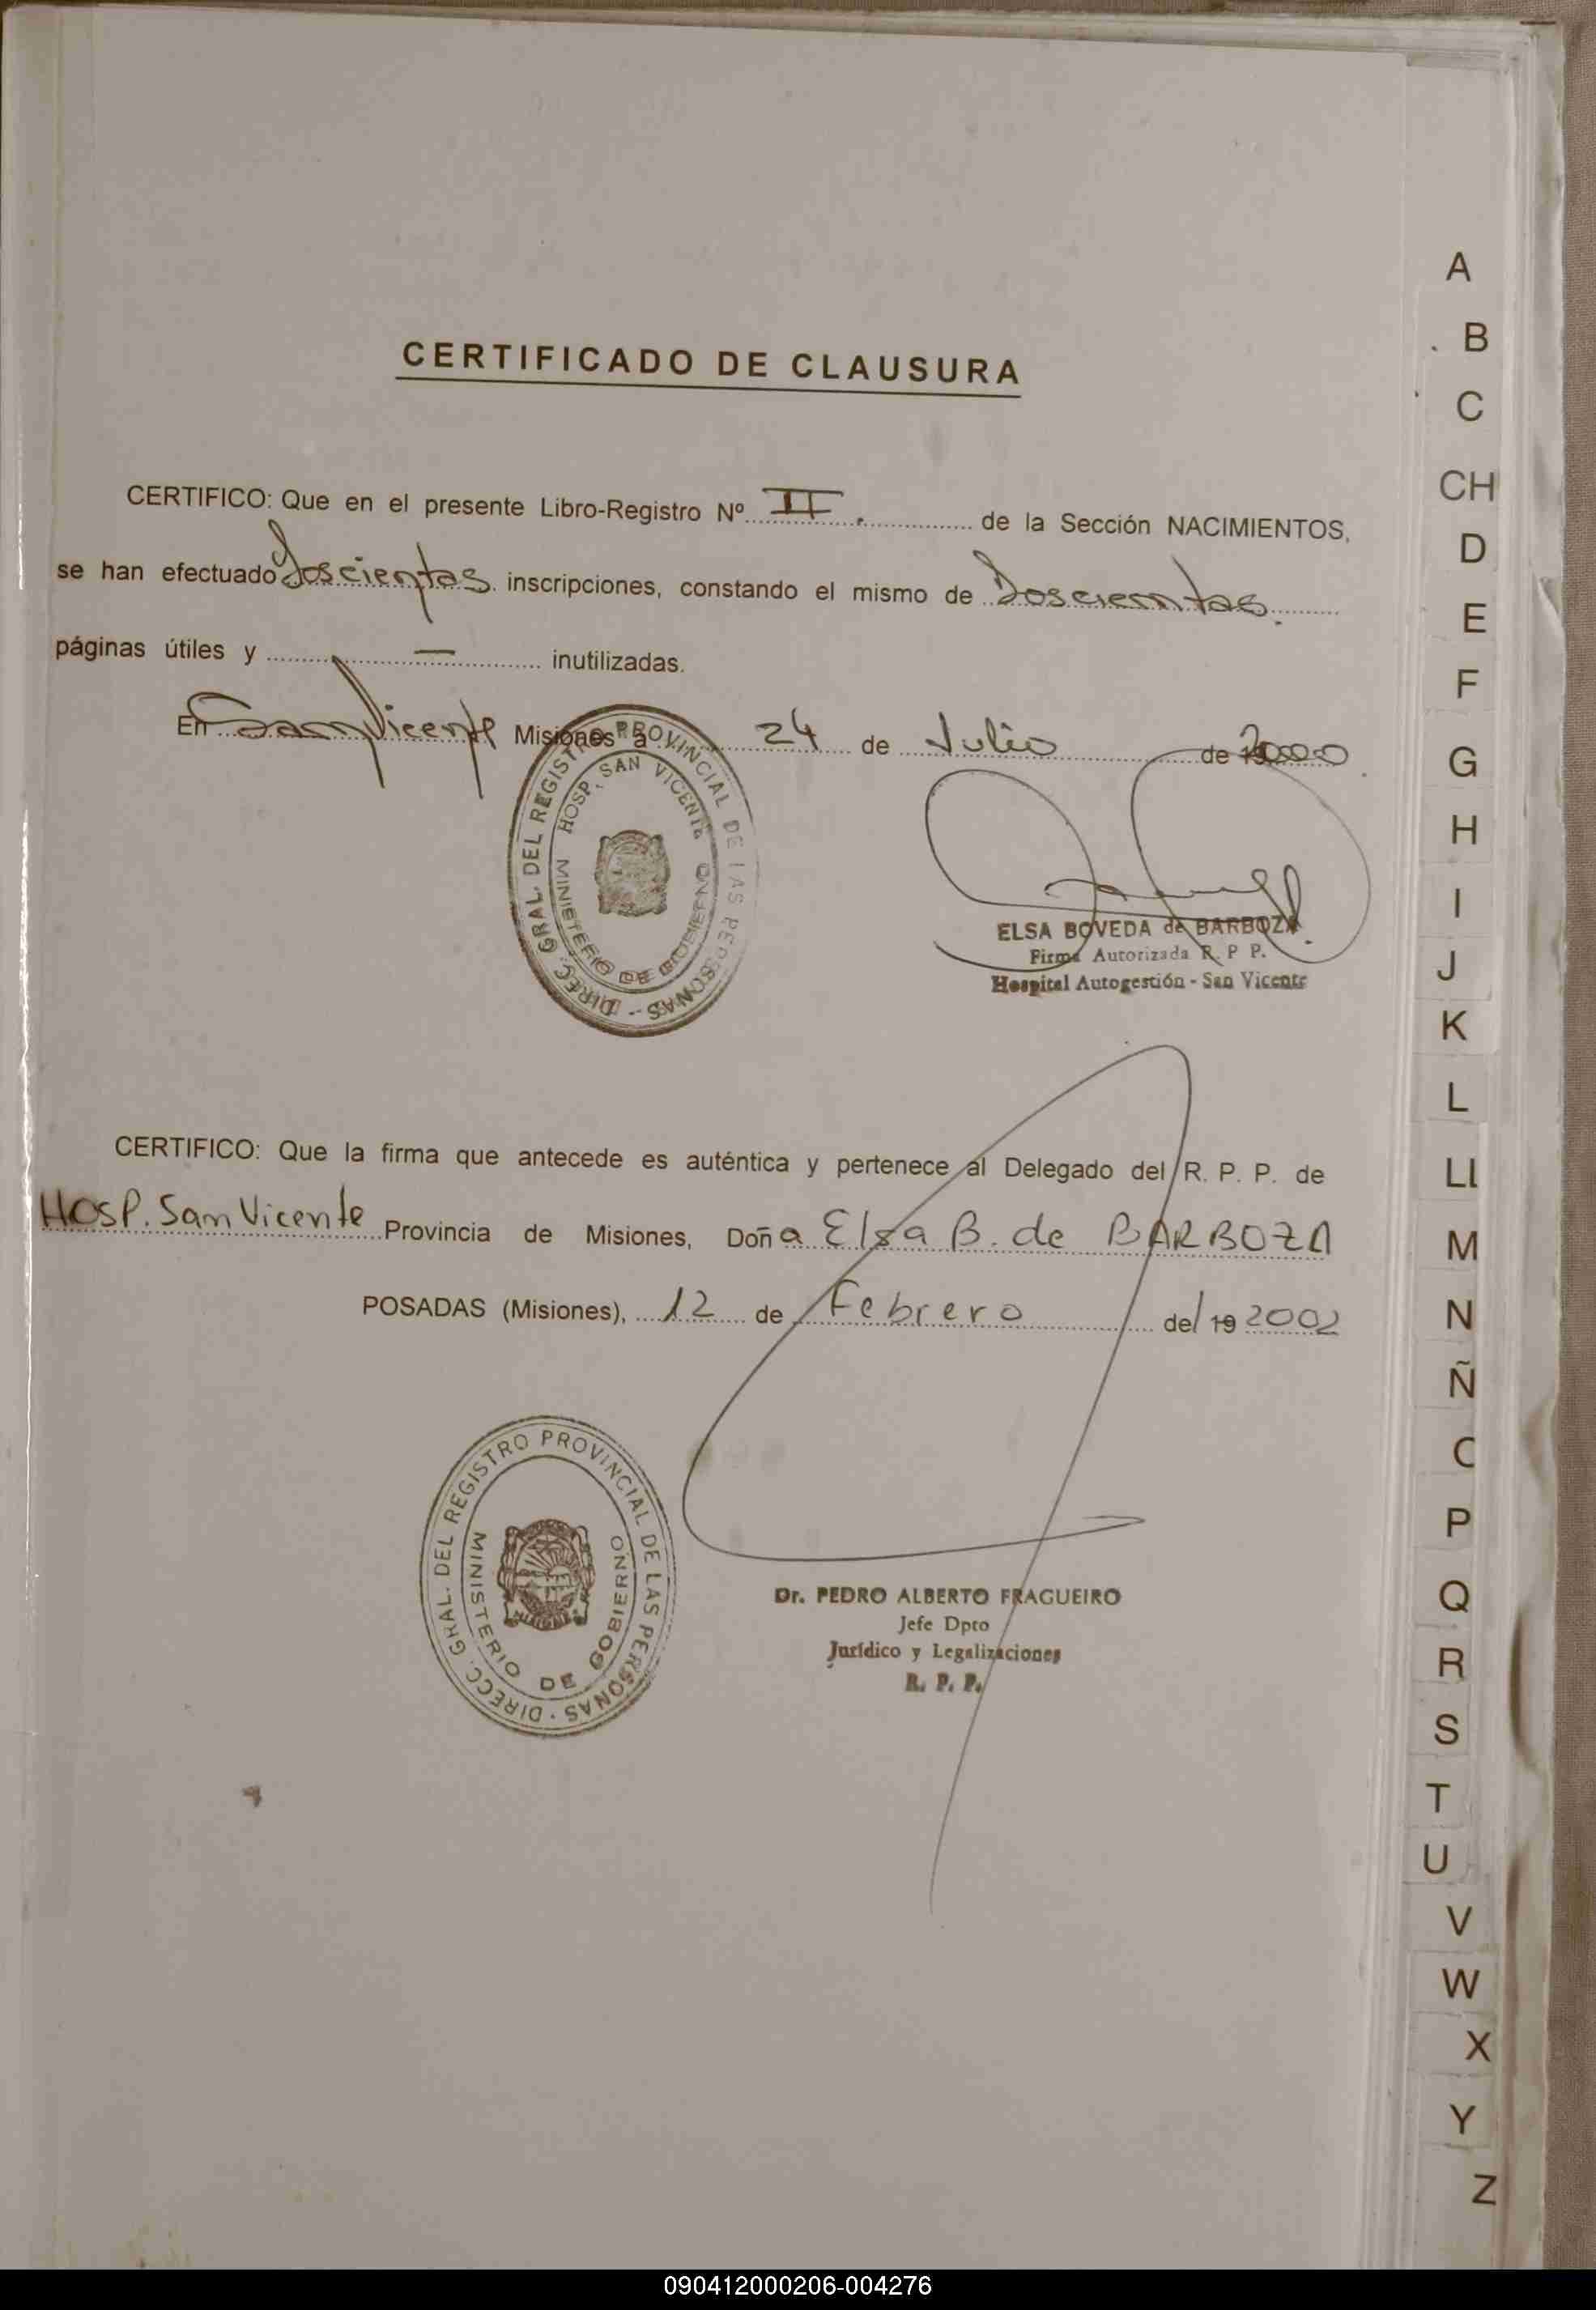 CERTIFICADO DE CLAUSURA
CERTIFICO: Que en el presente Libro-Registro Nº II. de la Sección NACIMIENTOS,
se han efectuado doscientas inscripciones, constando el mismo de Doscientas.
páginas útiles y — inutilizadas.
En San Vicente Misiones a 24 de Julio de 2000
DIREC. GRAL. DEL REGISTRO PROVINCIAL DE LAS PERSONAS --
HOSP. SAN VICENTE
MINISTERIO DE GOBIERNO
ELSA BOVEDA de BARBOZA
Firma Autorizada R. P P.
Hospital Autogestión - San Vicente
CERTIFICO: Que la firma que antecede es auténtica y pertenece al Delegado del R. P. P. de
HOSP. San Vicente Provincia de Misiones, Doña Elsa B. de BARBOZA
POSADAS (Misiones), 12 de Febrero del 19 2002
DIRECC. GRAL. DEL REGISTRO PROVINCIAL DE LAS PERSONAS ·
MINISTERIO DE GOBIERNO
Dr. PEDRO ALBERTO FRAGUEIRO
Jefe Dpto
Jurídico y Legalizaciones
R. P. P.
A
B
C
CH
D
E
F
G
H
I
J
K
L
LL
M
N
Ñ
O
P
Q
R
S
T
U
V
W
X
Y
Z
090412000206-004276